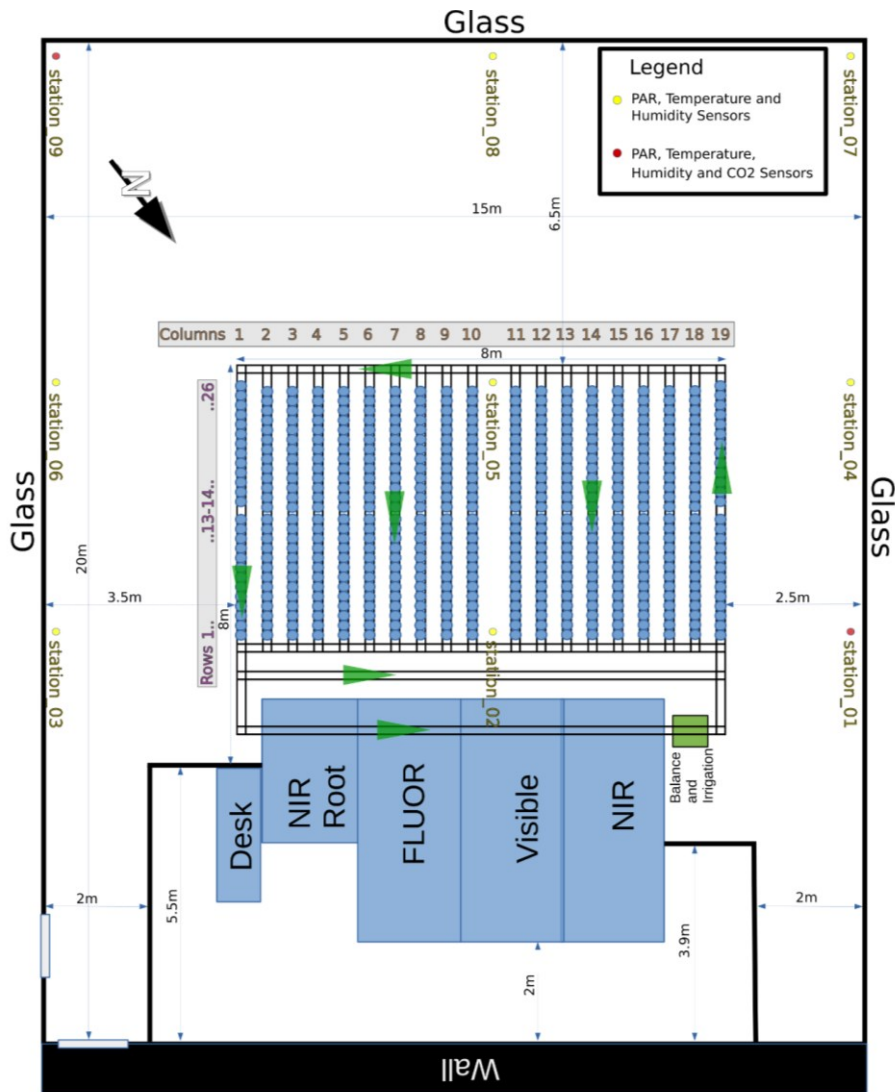 Glass
Legend
PAR, Temperature and
Humidity Sensors
PAR, Temperature,
Humidity and CO2 Sensors
station_09
station_08
station_07
N
15m
6.5m
Columns 1 2 3 4 5 6 7 8 9 10 11 12 13 14 15 16 17 18 19
8m
Rows 1.. ..13-14.. ..26
station_06
station_05
station_04
Glass
Glass
20m
3.5m
8m
2.5m
station_03
station_02
station_01
NIR
Root
FLUOR
Visible
NIR
Balance
and
Irrigation
Desk
2m
5.5m
2m
3.9m
2m
Wall